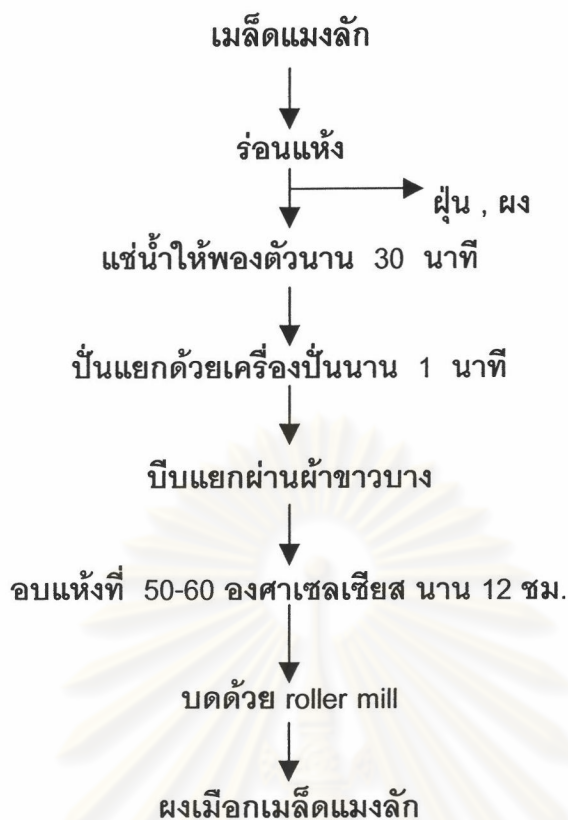 เมล็ดแมงลัก
ร่อนแห้ง
ฝุ่น , ผง
แช่น้ำให้พองตัวนาน 30 นาที
ปั่นแยกด้วยเครื่องปั่นนาน 1 นาที
บีบแยกผ่านผ้าขาวบาง
อบแห้งที่ 50-60 องศาเซลเซียส นาน 12 ชม.
บดด้วย roller mill
ผงเมือกเมล็ดแมงลัก